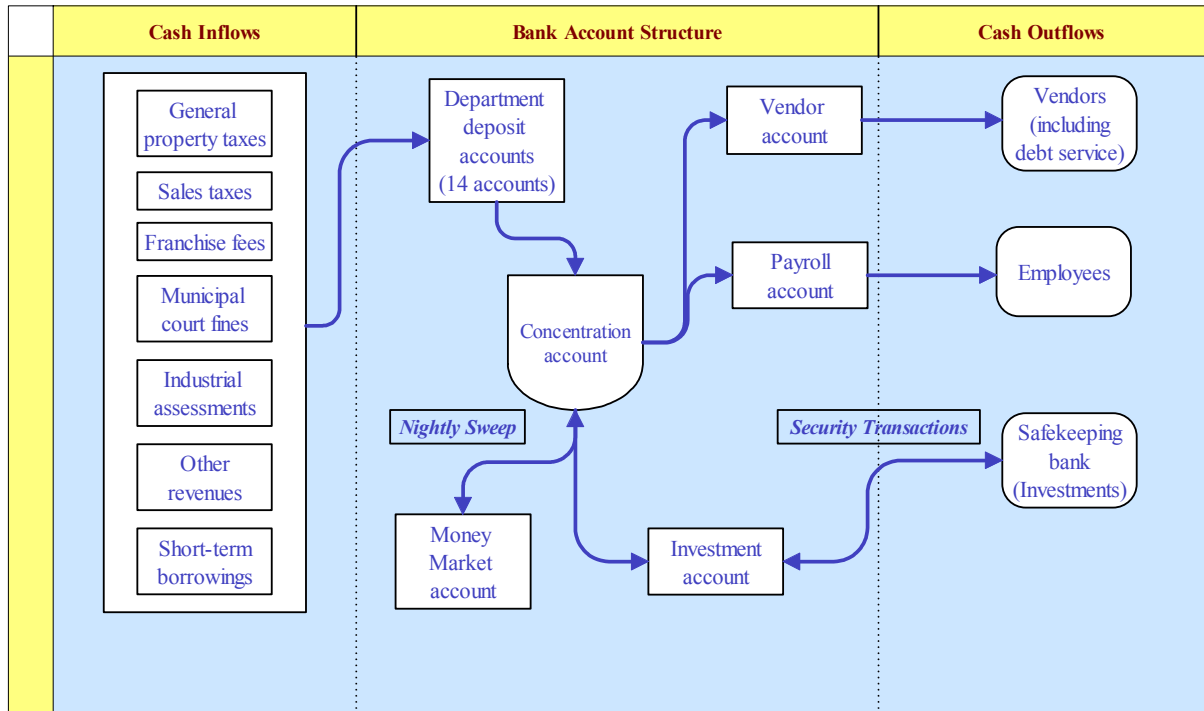 Cash Inflows
Bank Account Structure
Cash Outflows
General
property taxes
Sales taxes
Franchise fees
Municipal
court fines
Industrial
assessments
Other
revenues
Short-term
borrowings
Department
deposit
accounts
(14 accounts)
Concentration
account
Nightly Sweep
Money
Market
account
Vendor
account
Payroll
account
Security Transactions
Investment
account
Vendors
(including
debt service)
Employees
Safekeeping
bank
(Investments)